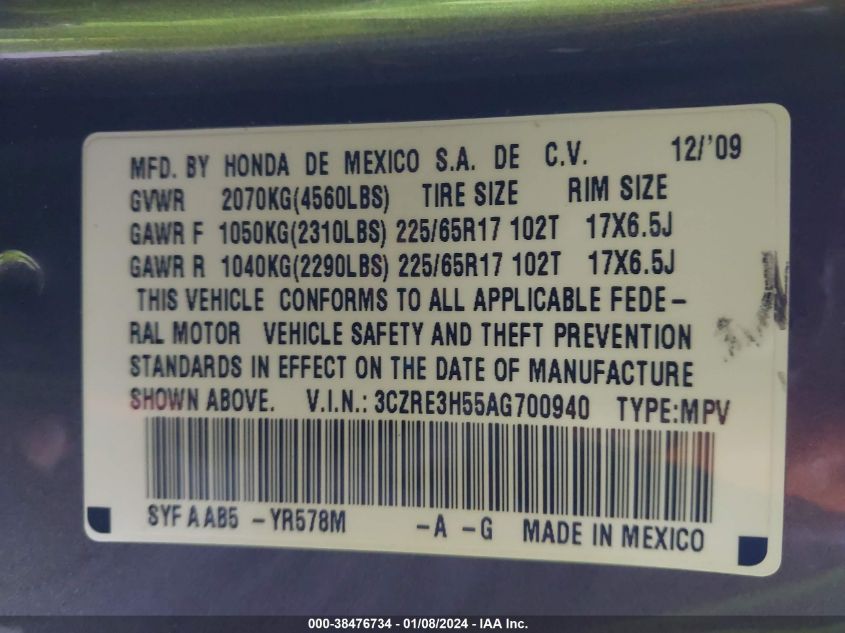 MFD. BY HONDA DE MEXICO S.A. DE C.V. 12/'09
GVWR 2070KG(4560LBS) TIRE SIZE RIM SIZE
GAWR F 1050KG(2310LBS) 225/65R17 102T 17X6.5J
GAWR R 1040KG(2290LBS) 225/65R17 102T 17X6.5J
THIS VEHICLE CONFORMS TO ALL APPLICABLE FEDE-
RAL MOTOR VEHICLE SAFETY AND THEFT PREVENTION
STANDARDS IN EFFECT ON THE DATE OF MANUFACTURE
SHOWN ABOVE. V.I.N.: 3CZRE3H55AG700940 TYPE:MPV
SYFAAB5 -YR578M -A -G MADE IN MEXICO
000-38476734 - 01/08/2024 - IAA Inc.